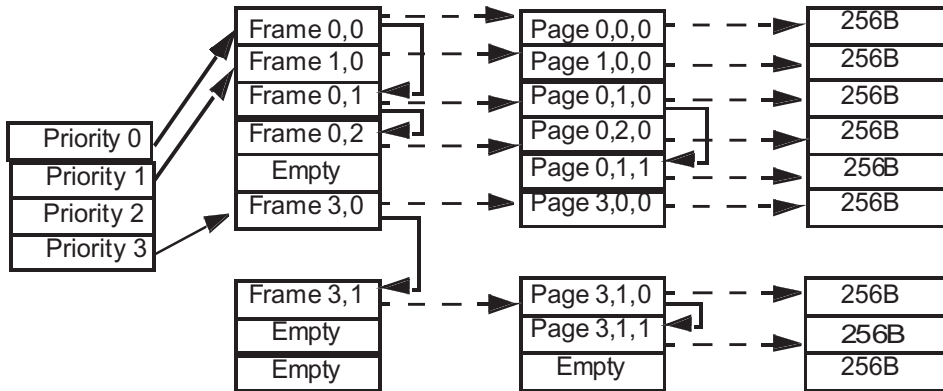 Priority 0
Priority 1
Priority 2
Priority 3
Frame 0,0
Frame 1,0
Frame 0,1
Frame 0,2
Empty
Frame 3,0
Frame 3,1
Empty
Empty
Page 0,0,0
Page 1,0,0
Page 0,1,0
Page 0,2,0
Page 0,1,1
Page 3,0,0
Page 3,1,0
Page 3,1,1
Empty
256B
256B
256B
256B
256B
256B
256B
256B
256B